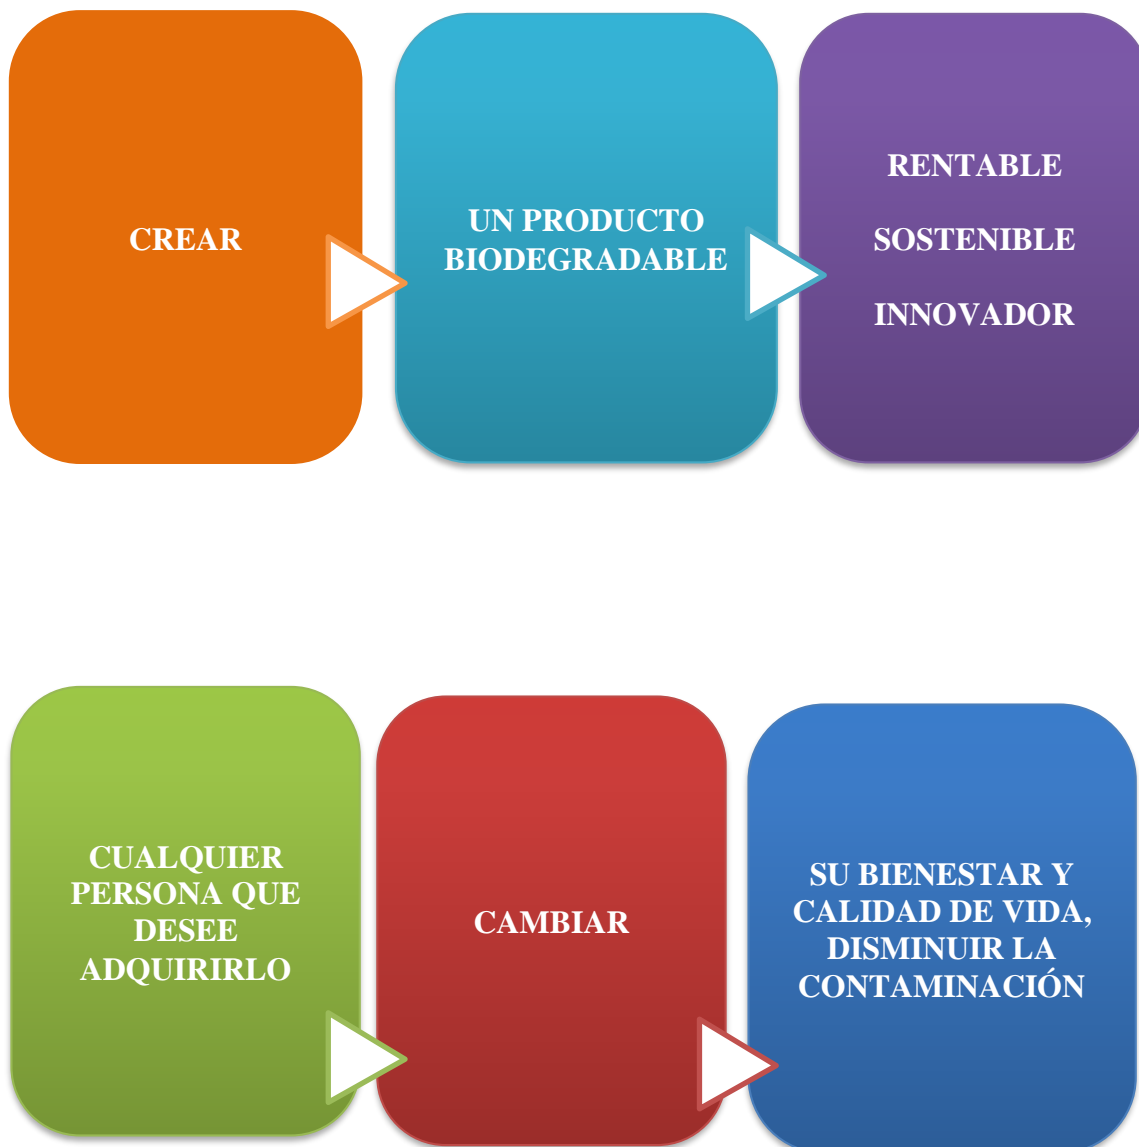 CREAR
UN PRODUCTO
BIODEGRADABLE
RENTABLE
SOSTENIBLE
INNOVADOR
CUALQUIER
PERSONA QUE
DESEE
ADQUIRIRLO
CAMBIAR
SU BIENESTAR Y
CALIDAD DE VIDA,
DISMINUIR LA
CONTAMINACIÓN